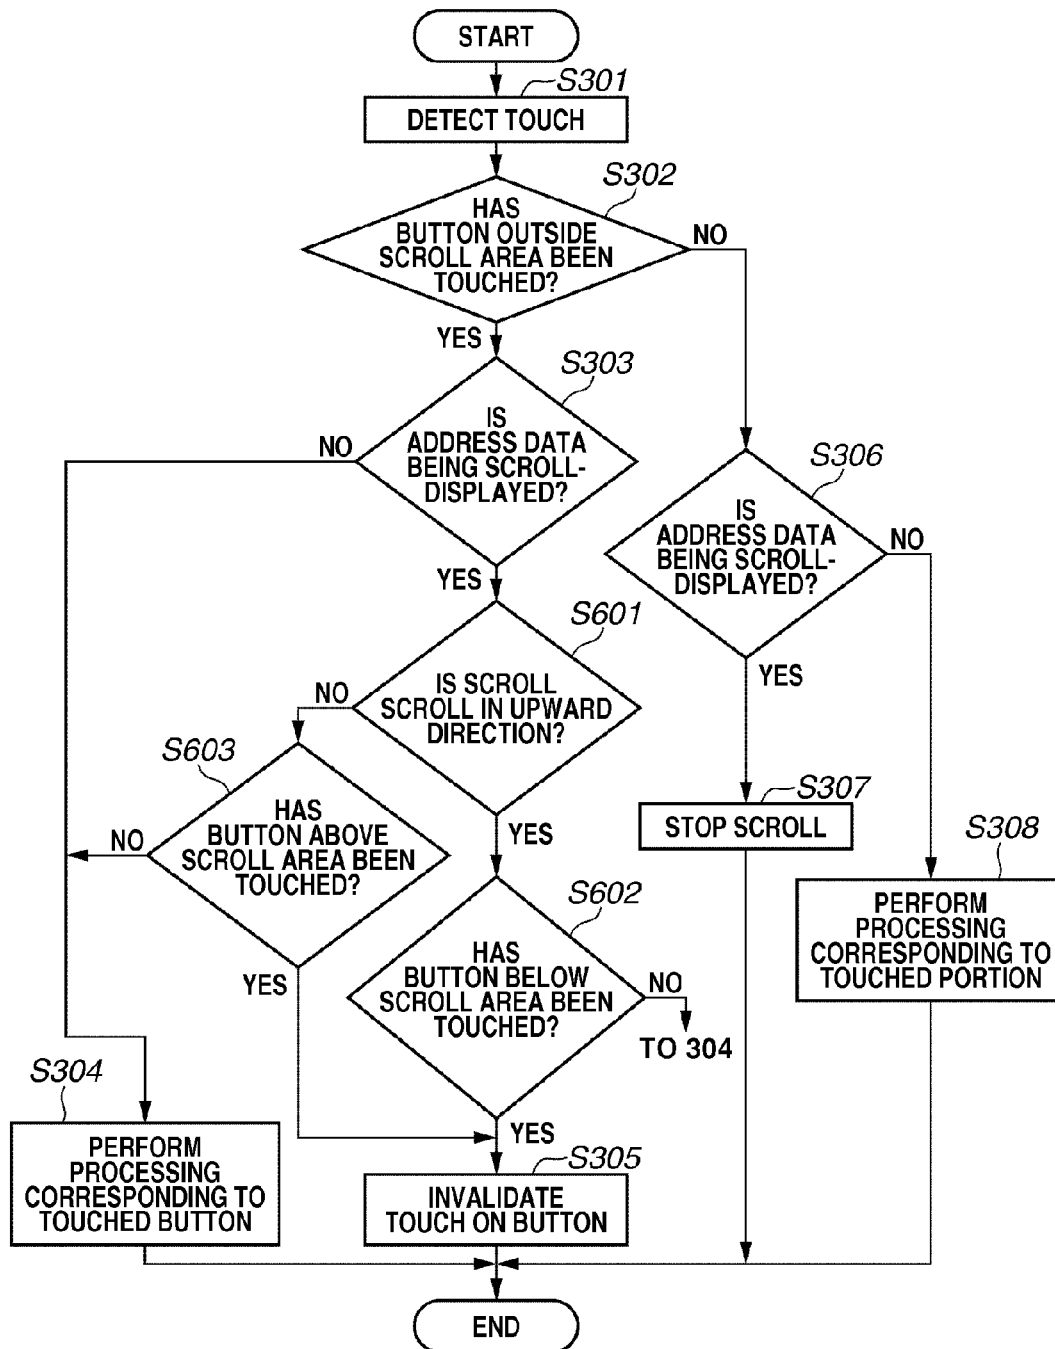 START
S301
DETECT TOUCH
S302
HAS
BUTTON OUTSIDE
SCROLL AREA BEEN
TOUCHED?
NO
YES
S303
IS
ADDRESS DATA
BEING SCROLL-
DISPLAYED?
NO
YES
S306
IS
ADDRESS DATA
BEING SCROLL-
DISPLAYED?
NO
YES
S601
IS SCROLL
SCROLL IN UPWARD
DIRECTION?
NO
YES
S603
HAS
BUTTON ABOVE
SCROLL AREA BEEN
TOUCHED?
NO
YES
S307
STOP SCROLL
S308
PERFORM
PROCESSING
CORRESPONDING TO
TOUCHED PORTION
S602
HAS
BUTTON BELOW
SCROLL AREA BEEN
TOUCHED?
NO
TO 304
YES
S304
PERFORM
PROCESSING
CORRESPONDING TO
TOUCHED BUTTON
S305
INVALIDATE
TOUCH ON BUTTON
END